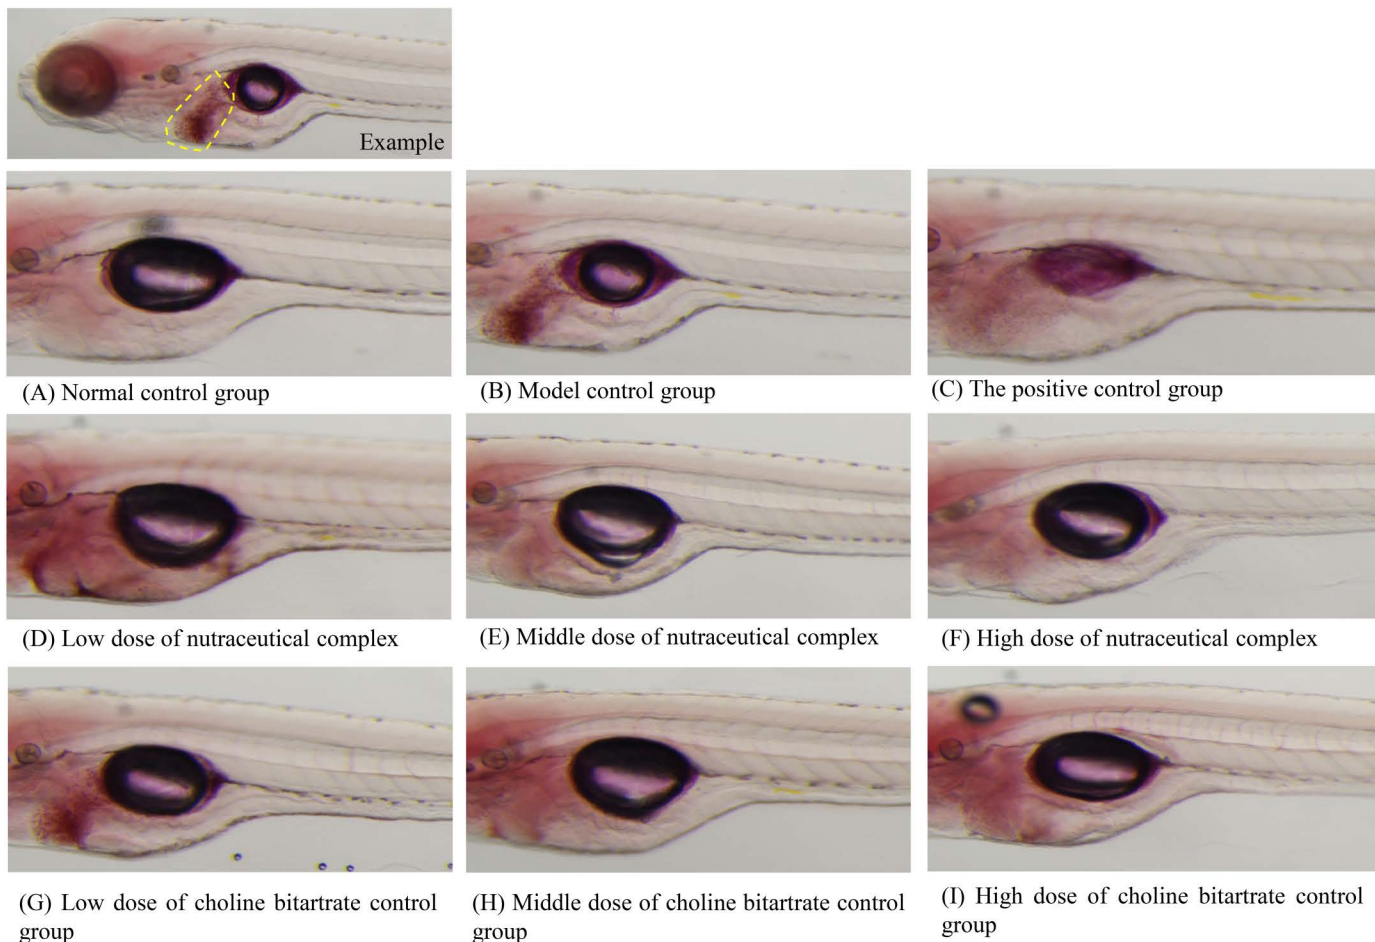 Example
(A) Normal control group
(B) Model control group
(C) The positive control group
(D) Low dose of nutraceutical complex
(E) Middle dose of nutraceutical complex
(F) High dose of nutraceutical complex
(G) Low dose of choline bitartrate control
group
(H) Middle dose of choline bitartrate control
group
(I) High dose of choline bitartrate control
group